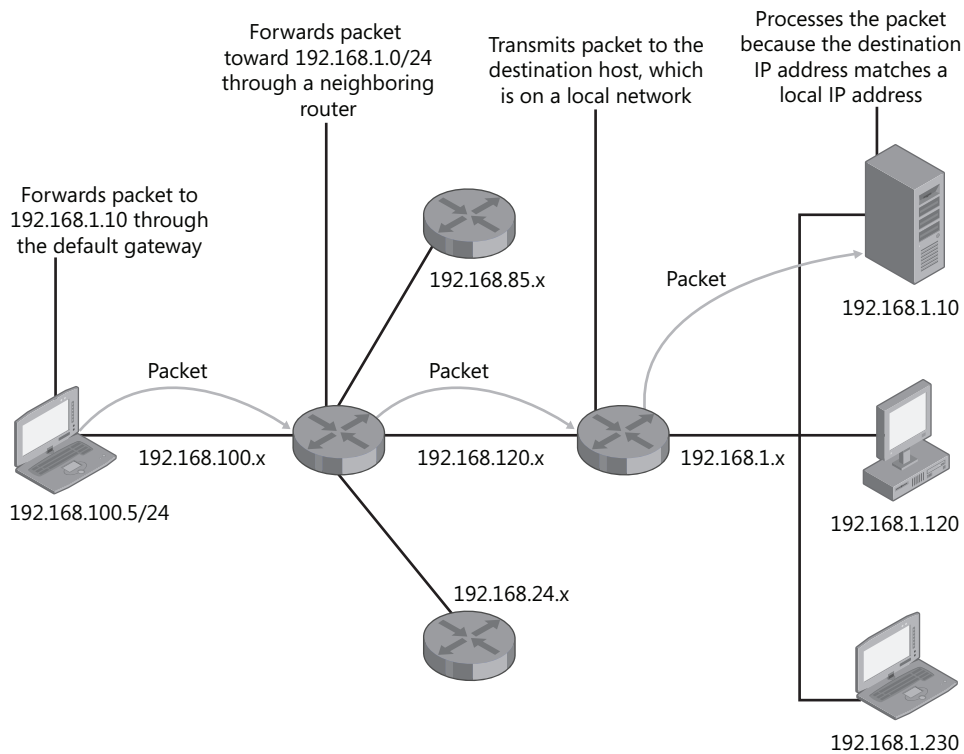 Forwards packet to
192.168.1.10 through
the default gateway
Forwards packet
toward 192.168.1.0/24
through a neighboring
router
Transmits packet to the
destination host, which
is on a local network
Processes the packet
because the destination
IP address matches a
local IP address
192.168.85.x
Packet
192.168.1.10
Packet
Packet
192.168.100.x
192.168.120.x
192.168.1.x
192.168.100.5/24
192.168.1.120
192.168.24.x
192.168.1.230